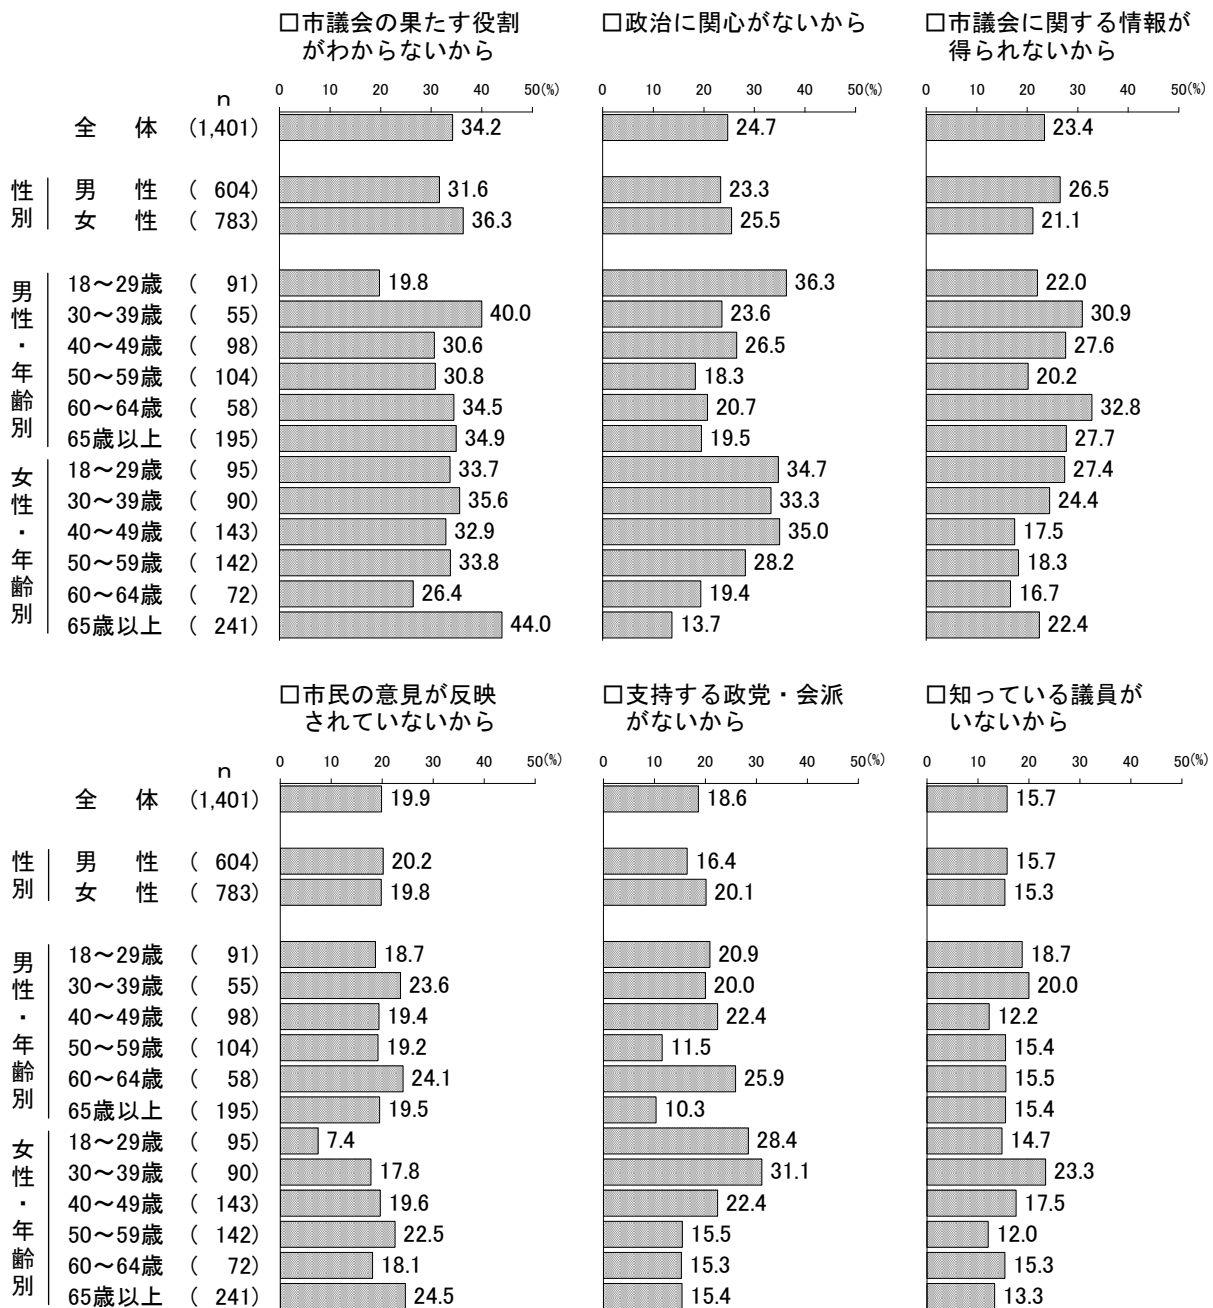 □市議会の果たす役割
がわからないから
□政治に関心がないから
□市議会に関する情報が
得られないから
n
0 10 20 30 40 50(%) 0 10 20 30 40 50(%) 0 10 20 30 40 50(%)
全 体 (1,401) 34.2 24.7 23.4
性別
男 性 ( 604) 31.6 23.3 26.5
女 性 ( 783) 36.3 25.5 21.1
男性・年齢別
18～29歳 ( 91) 19.8 36.3 22.0
30～39歳 ( 55) 40.0 23.6 30.9
40～49歳 ( 98) 30.6 26.5 27.6
50～59歳 ( 104) 30.8 18.3 20.2
60～64歳 ( 58) 34.5 20.7 32.8
65歳以上 ( 195) 34.9 19.5 27.7
女性・年齢別
18～29歳 ( 95) 33.7 34.7 27.4
30～39歳 ( 90) 35.6 33.3 24.4
40～49歳 ( 143) 32.9 35.0 17.5
50～59歳 ( 142) 33.8 28.2 18.3
60～64歳 ( 72) 26.4 19.4 16.7
65歳以上 ( 241) 44.0 13.7 22.4
□市民の意見が反映
されていないから
□支持する政党・会派
がないから
□知っている議員が
いないから
n
0 10 20 30 40 50(%) 0 10 20 30 40 50(%) 0 10 20 30 40 50(%)
全 体 (1,401) 19.9 18.6 15.7
性別
男 性 ( 604) 20.2 16.4 15.7
女 性 ( 783) 19.8 20.1 15.3
男性・年齢別
18～29歳 ( 91) 18.7 20.9 18.7
30～39歳 ( 55) 23.6 20.0 20.0
40～49歳 ( 98) 19.4 22.4 12.2
50～59歳 ( 104) 19.2 11.5 15.4
60～64歳 ( 58) 24.1 25.9 15.5
65歳以上 ( 195) 19.5 10.3 15.4
女性・年齢別
18～29歳 ( 95) 7.4 28.4 14.7
30～39歳 ( 90) 17.8 31.1 23.3
40～49歳 ( 143) 19.6 22.4 17.5
50～59歳 ( 142) 22.5 15.5 12.0
60～64歳 ( 72) 18.1 15.3 15.3
65歳以上 ( 241) 24.5 15.4 13.3